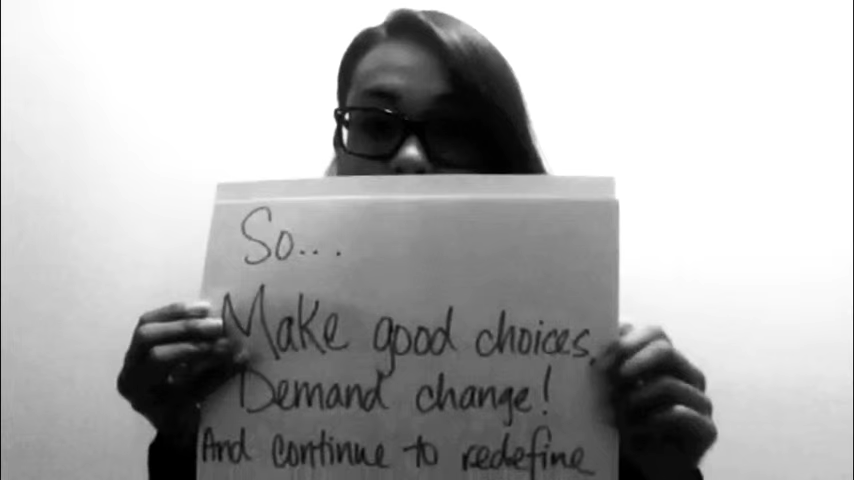 So...
Make good choices.
Demand change!
And continue to redefine